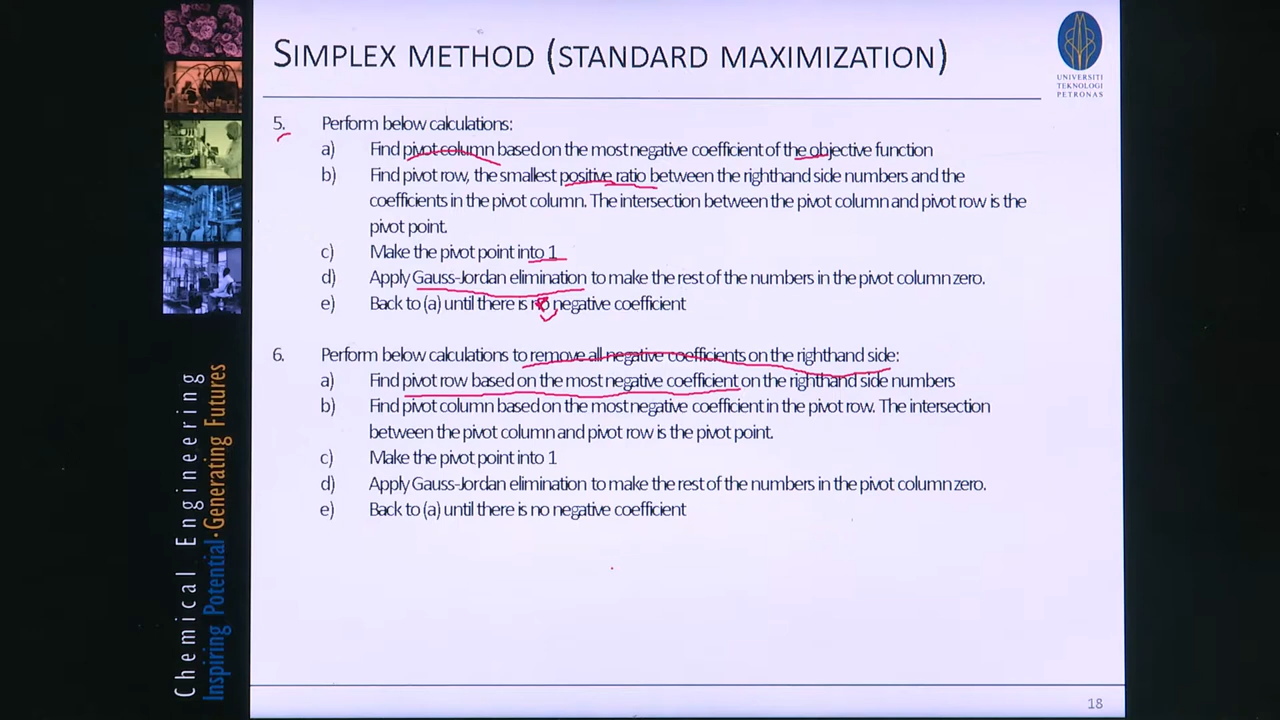 SIMPLEX METHOD (STANDARD MAXIMIZATION)
UNIVERSITI
TEKNOLOGI
PETRONAS
5. Perform below calculations:
a) Find pivot column based on the most negative coefficient of the objective function
b) Find pivot row, the smallest positive ratio between the righthand side numbers and the
coefficients in the pivot column. The intersection between the pivot column and pivot row is the
pivot point.
c) Make the pivot point into 1
d) Apply Gauss-Jordan elimination to make the rest of the numbers in the pivot column zero.
e) Back to (a) until there is no negative coefficient
6. Perform below calculations to remove all negative coefficients on the righthand side:
a) Find pivot row based on the most negative coefficient on the righthand side numbers
b) Find pivot column based on the most negative coefficient in the pivot row. The intersection
between the pivot column and pivot row is the pivot point.
c) Make the pivot point into 1
d) Apply Gauss-Jordan elimination to make the rest of the numbers in the pivot column zero.
e) Back to (a) until there is no negative coefficient
Chemical Engineering
Inspiring Potential • Generating Futures
18